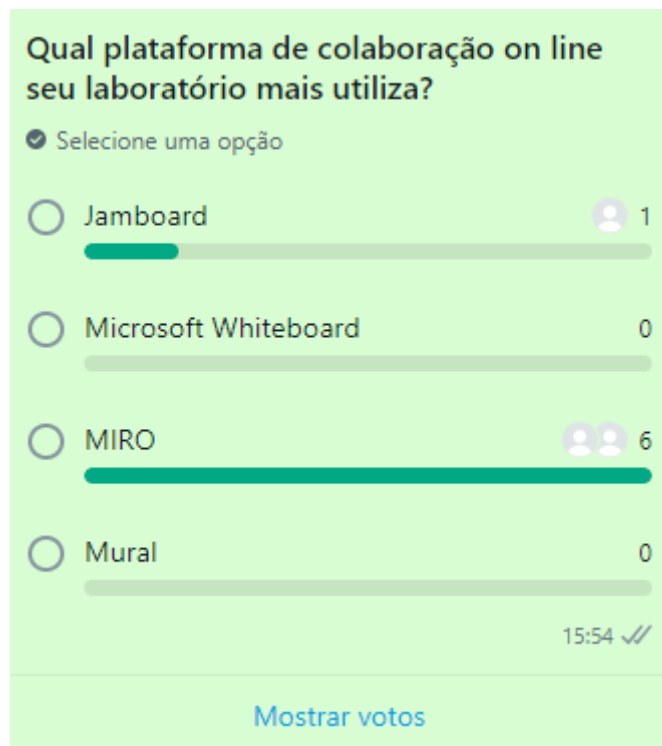 Qual plataforma de colaboração on line
seu laboratório mais utiliza?
Selecione uma opção
Jamboard 1
Microsoft Whiteboard 0
MIRO 6
Mural 0
15:54
Mostrar votos